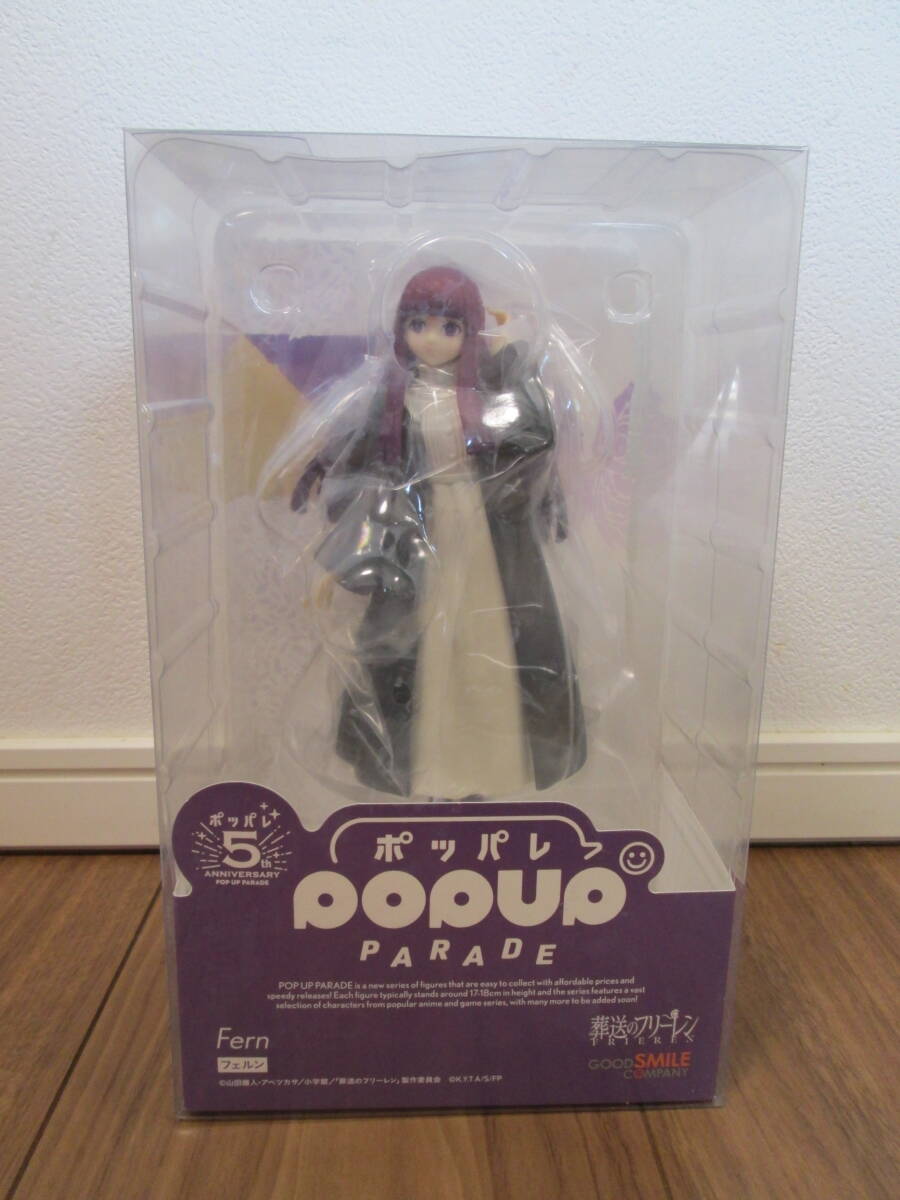 ポッパレ
5th
ANNIVERSARY
POP UP PARADE
ポッパレ
POPUP
PARADE
POP UP PARADE is a new series of figures that are easy to collect with affordable prices and
speedy releases! Each figure typically stands around 17-18cm in height and the series features a vast
selection of characters from popular anime and game series, with many more to be added soon!
Fern
フェルン
葬送のフリーレン
FRIEREN
GOOD SMILE
COMPANY
©山田鐘人・アベツカサ/小学館/「葬送のフリーレン」製作委員会 ©K.Y,T.A/S/FP